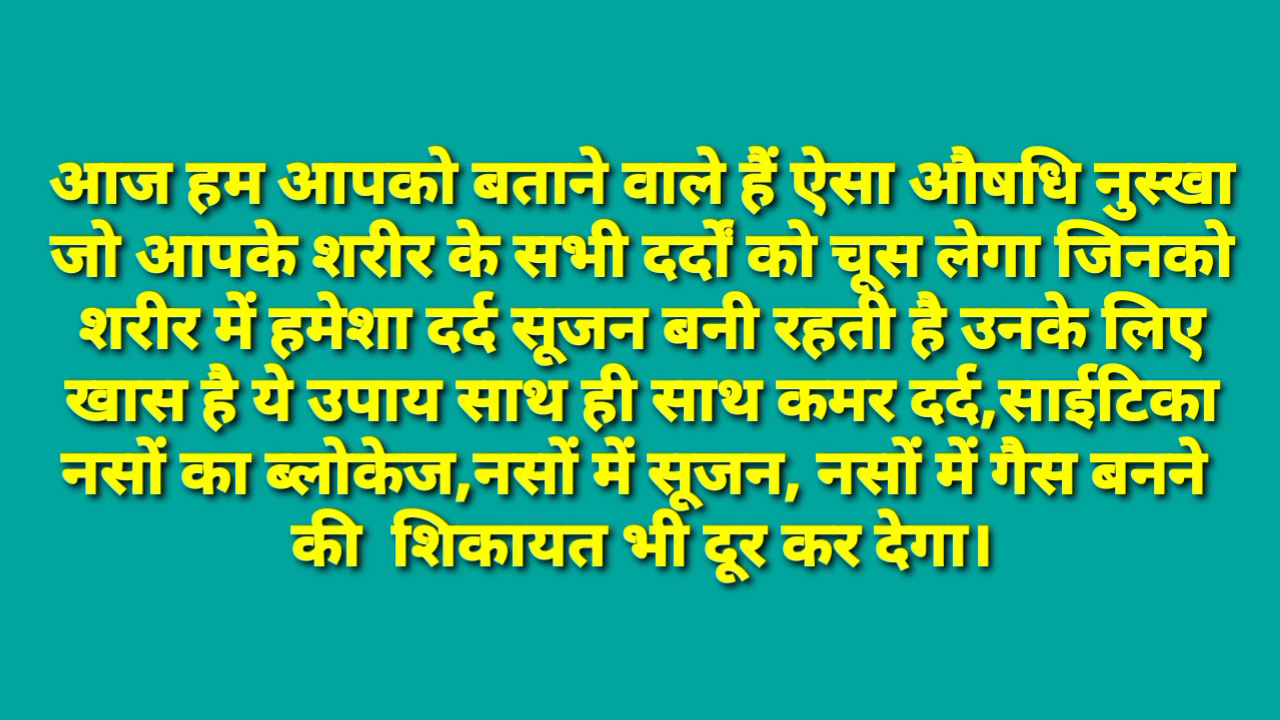 आज हम आपको बताने वाले हैं ऐसा औषधि नुस्खा
जो आपके शरीर के सभी दर्दों को चूस लेगा जिनको
शरीर में हमेशा दर्द सूजन बनी रहती है उनके लिए
खास है ये उपाय साथ ही साथ कमर दर्द,साईटिका
नसों का ब्लोकेज,नसों में सूजन, नसों में गैस बनने
की  शिकायत भी दूर कर देगा।